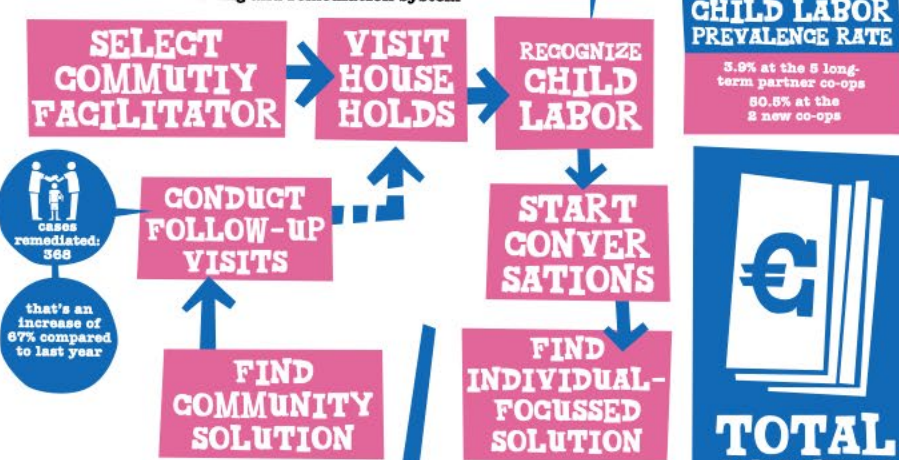 SELECT
COMMUTIY
FACILITATOR
VISIT
HOUSE
HOLDS
RECOGNIZE
CHILD
LABOR
CHILD LABOR
PREVALENCE RATE
3.9% at the 5 long-
term partner co-ops
50.5% at the
2 new co-ops
cases
remediated:
368
that's an
increase of
67% compared
to last year
CONDUCT
FOLLOW-UP
VISITS
START
CONVER
SATIONS
FIND
COMMUNITY
SOLUTION
FIND
INDIVIDUAL-
FOCUSSED
SOLUTION
€
TOTAL